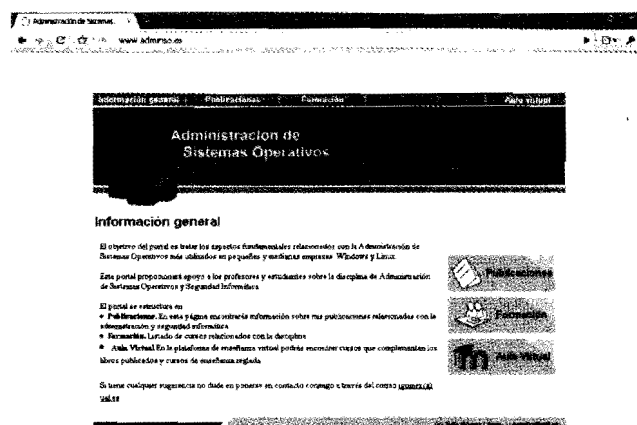 Administración de Sistemas
www.adminso.es
Información general Publicaciones Formación Aula virtual
Administracion de
Sistemas Operativos
Información general
El objetivo del portal es tratar los aspectos fundamentales relacionados con la Administración de
Sistemas Operativos más utilizados en pequeñas y medianas empresas: Windows y Linux.
Este portal proporcionará apoyo a los profesores y estudiantes sobre la disciplina de Administración
de Sistemas Operativos y Seguridad Informática
El portal se estructura en
Publicaciones. En esta página encontrarás información sobre mis publicaciones relacionadas con la
administración y seguridad informática
Formación. Listado de cursos relacionados con la disciplina
Aula Virtual En la plataforma de enseñanza virtual podrás encontrar cursos que complementan los
libros publicados y cursos de enseñanza reglada
Si tiene cualquier sugerencia no dude en ponerse en contacto conmigo a través del correo
ual.es
Publicaciones
Formación
Aula Virtual